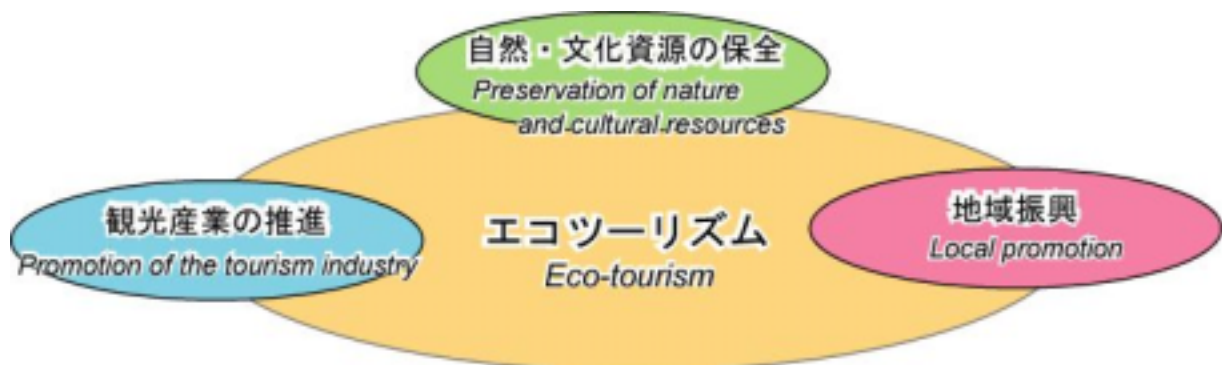 自然・文化資源の保全
Preservation of nature
and cultural resources
観光産業の推進
Promotion of the tourism industry
エコツーリズム
Eco-tourism
地域振興
Local promotion